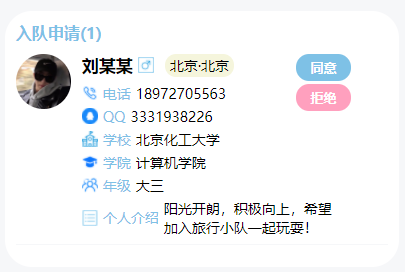 入队申请(1)
刘某某 北京·北京 同意
电话 18972705563 拒绝
QQ 3331938226
学校 北京化工大学
学院 计算机学院
年级 大三
个人介绍 阳光开朗，积极向上，希望
加入旅行小队一起玩耍！